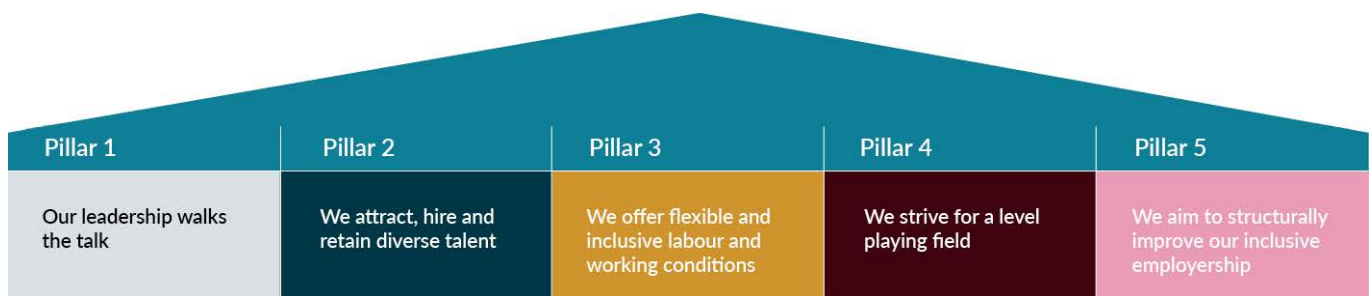 Pillar 1
Our leadership walks
the talk
Pillar 2
We attract, hire and
retain diverse talent
Pillar 3
We offer flexible and
inclusive labour and
working conditions
Pillar 4
We strive for a level
playing field
Pillar 5
We aim to structurally
improve our inclusive
employership